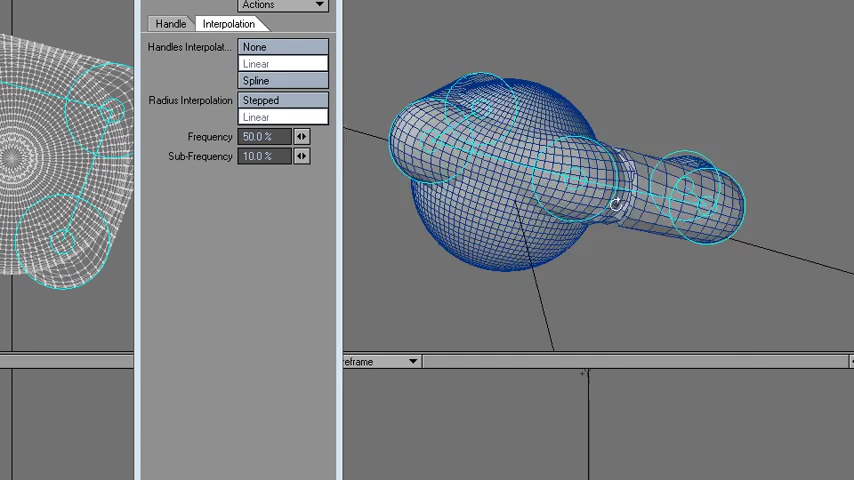 Actions
Handle Interpolation
Handles Interpolat... None
Linear
Spline
Radius Interpolation Stepped
Linear
Frequency 50.0 %
Sub-Frequency 10.0 %
eframe